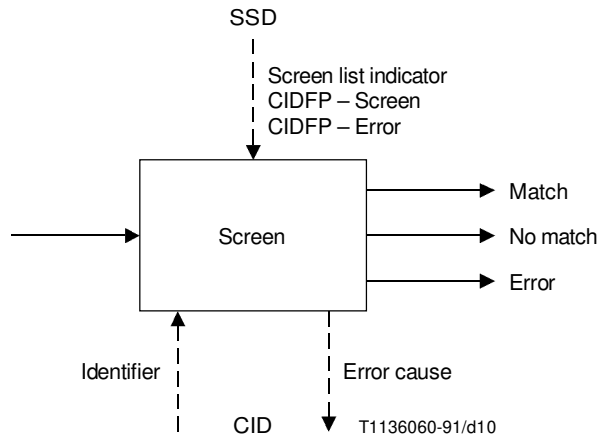 SSD
Screen list indicator
CIDFP – Screen
CIDFP – Error
Match
Screen
No match
Error
Identifier
Error cause
CID
T1136060-91/d10